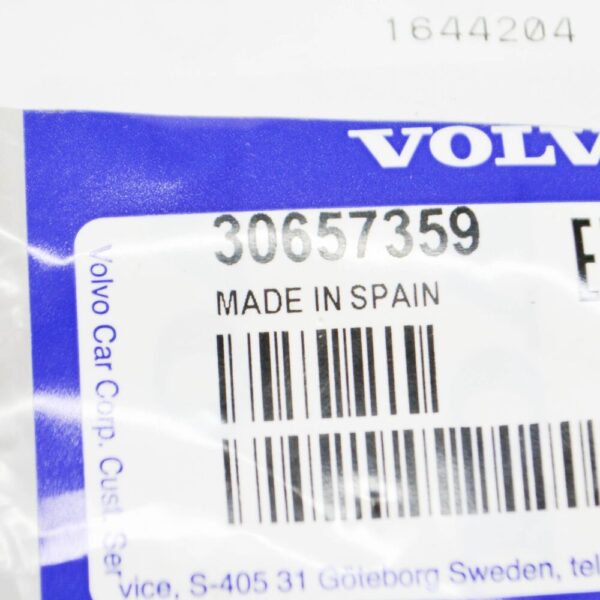 1644204
VOLV
30657359
MADE IN SPAIN
Volvo Car Corp. Cust. Ser
vice, S-405 31 Göteborg Sweden, tel